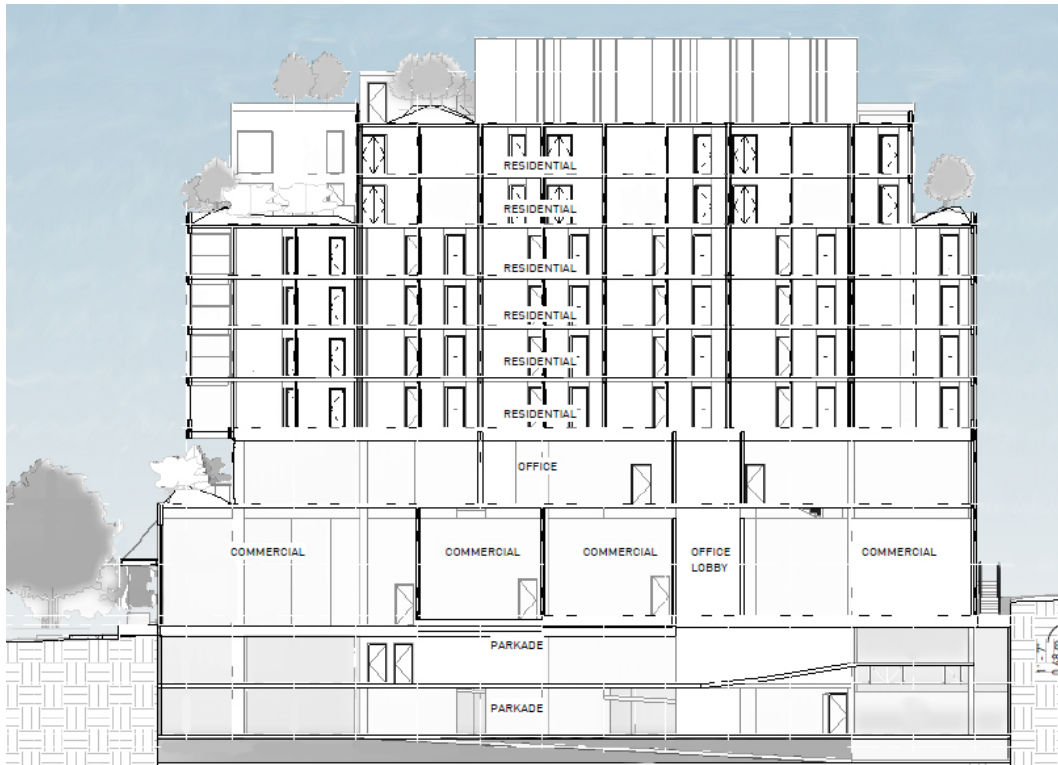 RESIDENTIAL
RESIDENTIAL
RESIDENTIAL
RESIDENTIAL
RESIDENTIAL
RESIDENTIAL
OFFICE
COMMERCIAL
COMMERCIAL
COMMERCIAL
OFFICE
LOBBY
COMMERCIAL
PARKADE
PARKADE